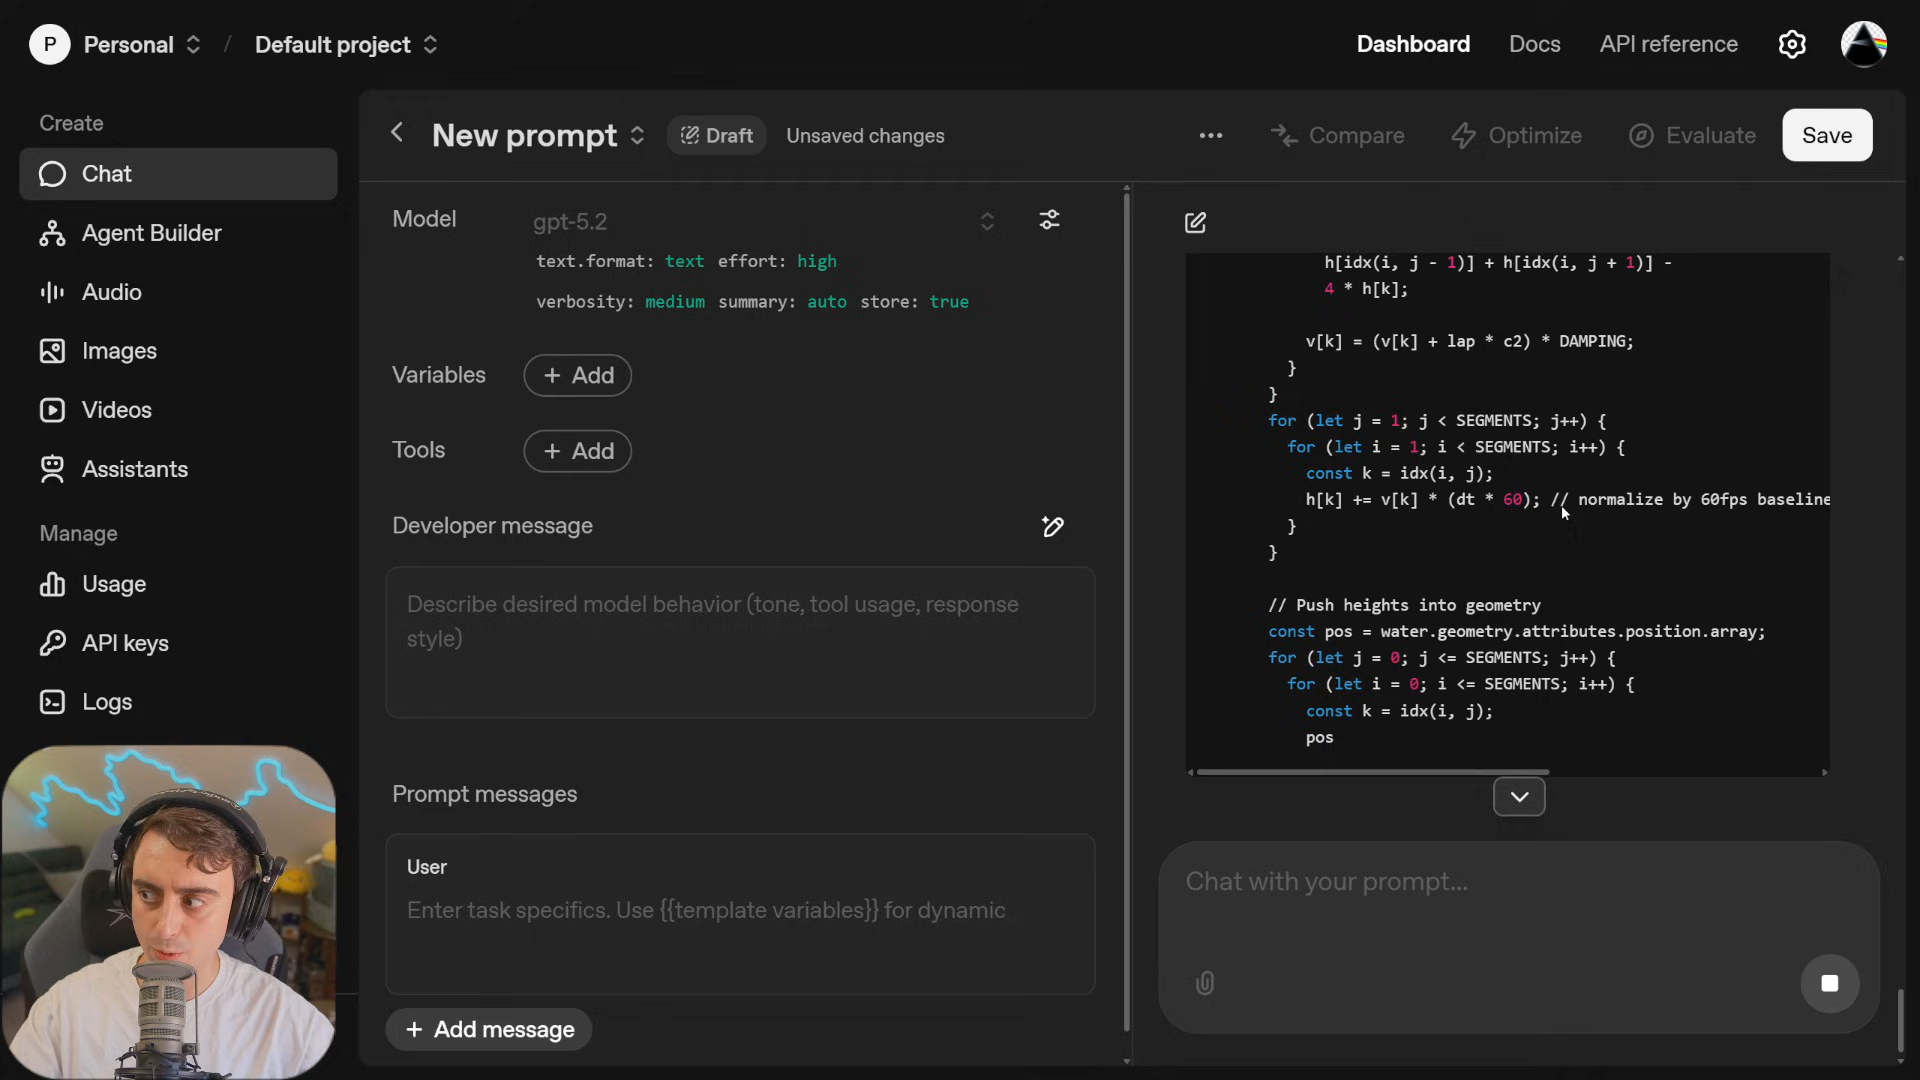 P Personal / Default project
Dashboard Docs API reference
Create
Chat
Agent Builder
Audio
Images
Videos
Assistants
Manage
Usage
API keys
Logs
New prompt Draft Unsaved changes
Compare Optimize Evaluate Save
Model gpt-5.2
text.format: text effort: high
verbosity: medium summary: auto store: true
Variables + Add
Tools + Add
Developer message
Describe desired model behavior (tone, tool usage, response
style)
Prompt messages
User
Enter task specifics. Use {{template variables}} for dynamic
+ Add message
h[idx(i, j - 1)] + h[idx(i, j + 1)] -
4 * h[k];
v[k] = (v[k] + lap * c2) * DAMPING;
}
}
for (let j = 1; j < SEGMENTS; j++) {
for (let i = 1; i < SEGMENTS; i++) {
const k = idx(i, j);
h[k] += v[k] * (dt * 60); // normalize by 60fps baseline
}
}
// Push heights into geometry
const pos = water.geometry.attributes.position.array;
for (let j = 0; j <= SEGMENTS; j++) {
for (let i = 0; i <= SEGMENTS; i++) {
const k = idx(i, j);
pos
Chat with your prompt...